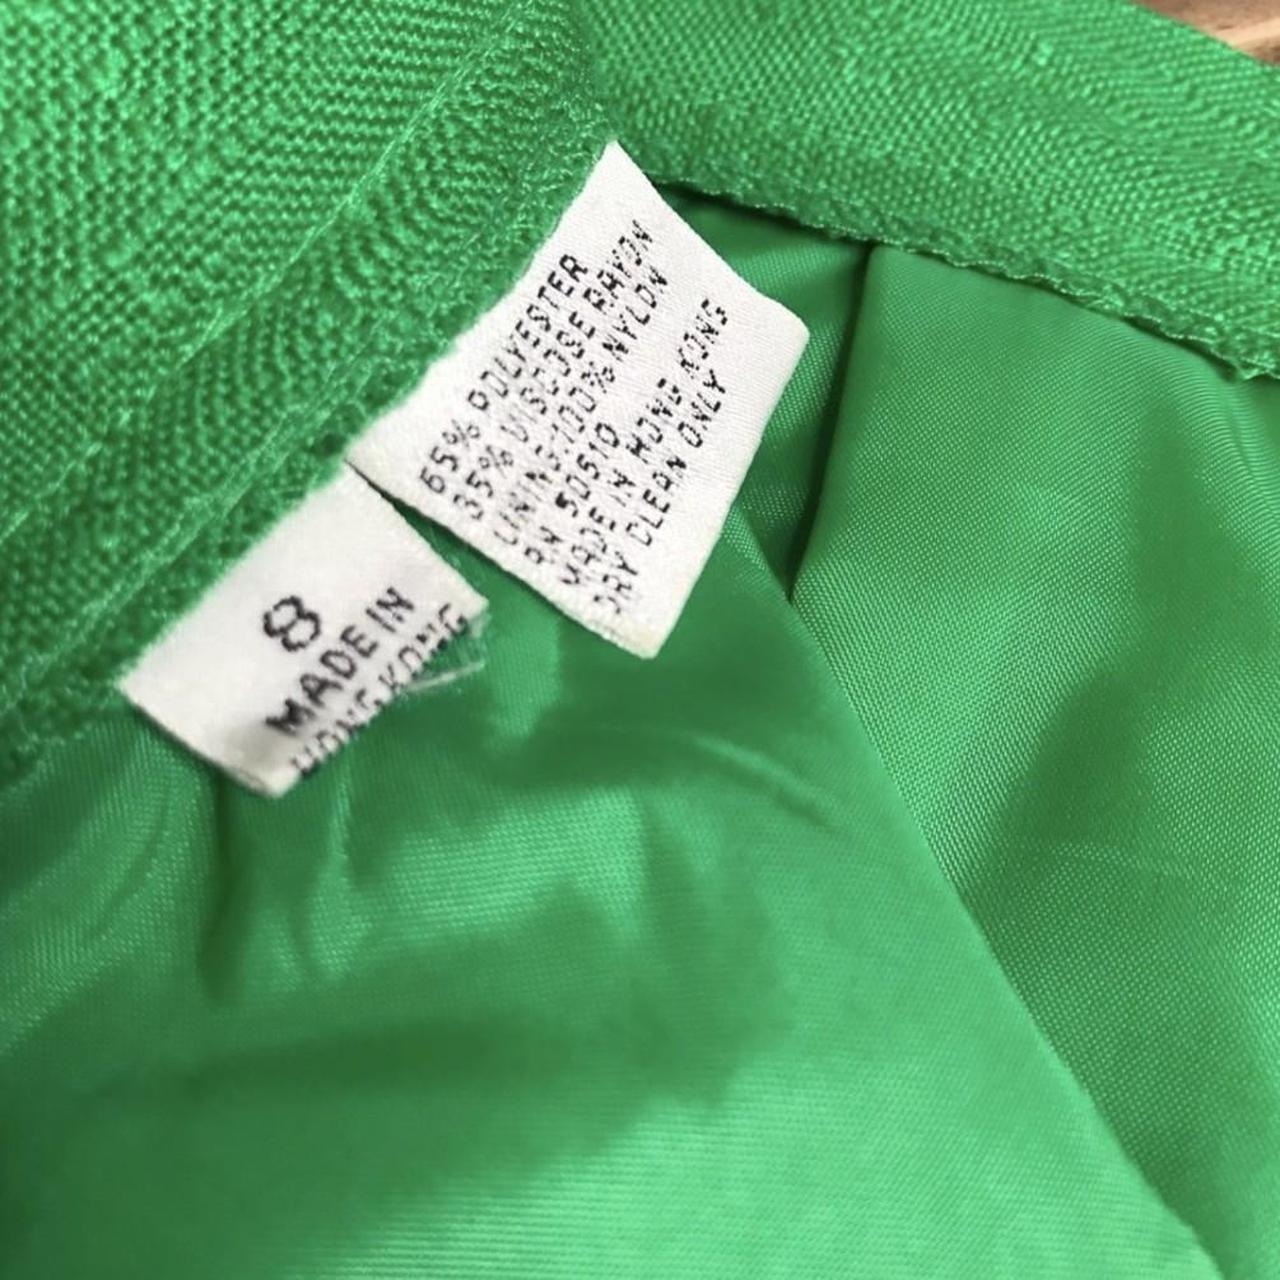 65% POLYESTER
35% VISCOSE RAYON
LINING:100% NYLON
RN 50510
MADE IN HONG KONG
DRY CLEAN ONLY
8
MADE IN
HONG KONG